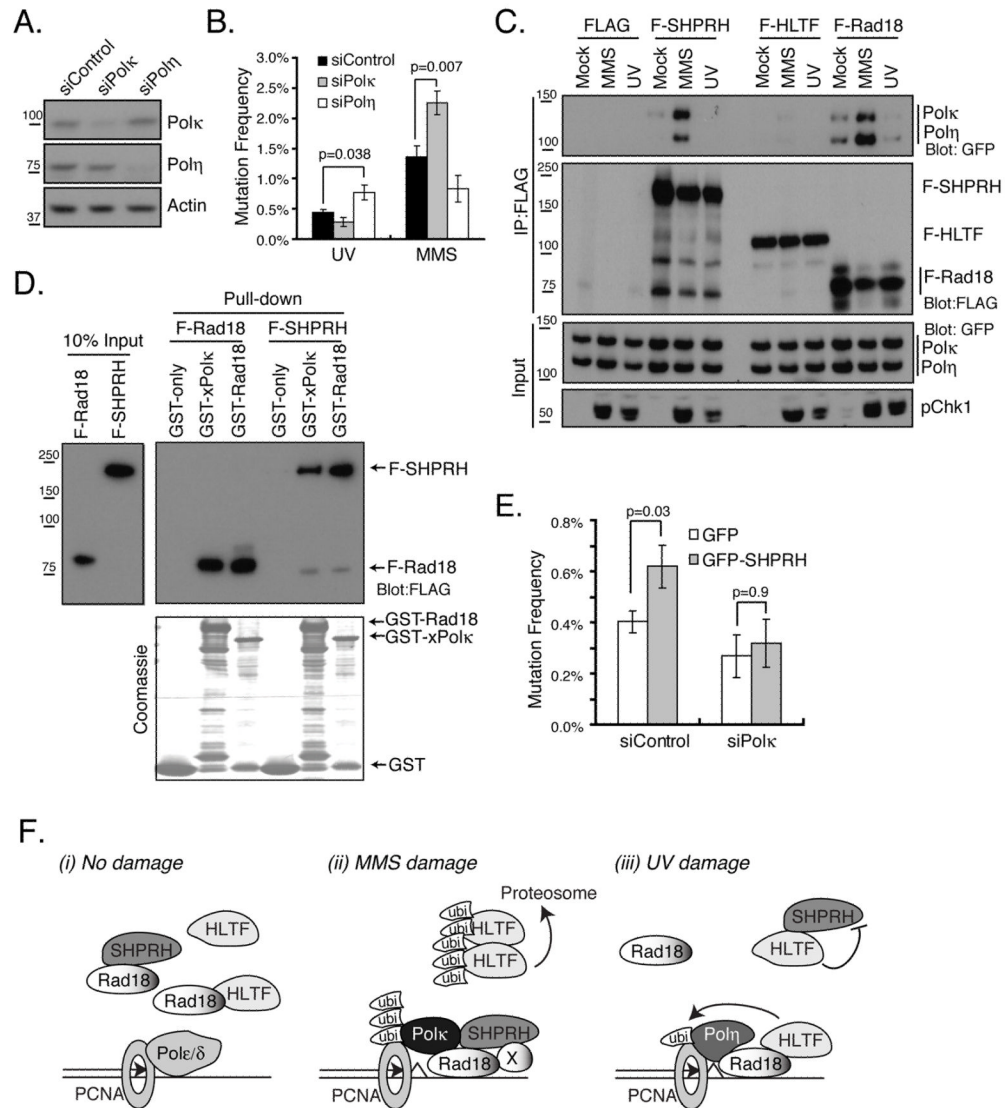 A.
siControl
siPolκ
siPolη
100
Polκ
75
Polη
37
Actin
B.
Mutation Frequency
3.0%
2.5%
2.0%
1.5%
1.0%
0.5%
0.0%
siControl
siPolκ
siPolη
p=0.007
p=0.038
UV
MMS
C.
FLAG
F-SHPRH
F-HLTF
F-Rad18
Mock
MMS
UV
Mock
MMS
UV
Mock
MMS
UV
Mock
MMS
UV
IP:FLAG
150
100
Polκ
Polη
Blot: GFP
250
150
100
75
F-SHPRH
F-HLTF
F-Rad18
Blot:FLAG
Input
150
100
Blot: GFP
Polκ
Polη
50
pChk1
D.
Pull-down
10% Input
F-Rad18
F-SHPRH
F-Rad18
F-SHPRH
GST-only
GST-xPolκ
GST-Rad18
GST-only
GST-xPolκ
GST-Rad18
250
150
100
75
F-SHPRH
F-Rad18
Blot:FLAG
Coomassie
GST-Rad18
GST-xPolκ
GST
E.
Mutation Frequency
0.8%
0.6%
0.4%
0.2%
0.0%
p=0.03
GFP
GFP-SHPRH
p=0.9
siControl
siPolκ
F.
(i) No damage
SHPRH
HLTF
Rad18
Rad18
HLTF
Polε/δ
PCNA
(ii) MMS damage
Proteosome
ubi
ubi
ubi
ubi
ubi
HLTF
HLTF
ubi
ubi
ubi
Polκ
SHPRH
Rad18
X
PCNA
(iii) UV damage
SHPRH
Rad18
HLTF
ubi
Polη
HLTF
Rad18
PCNA